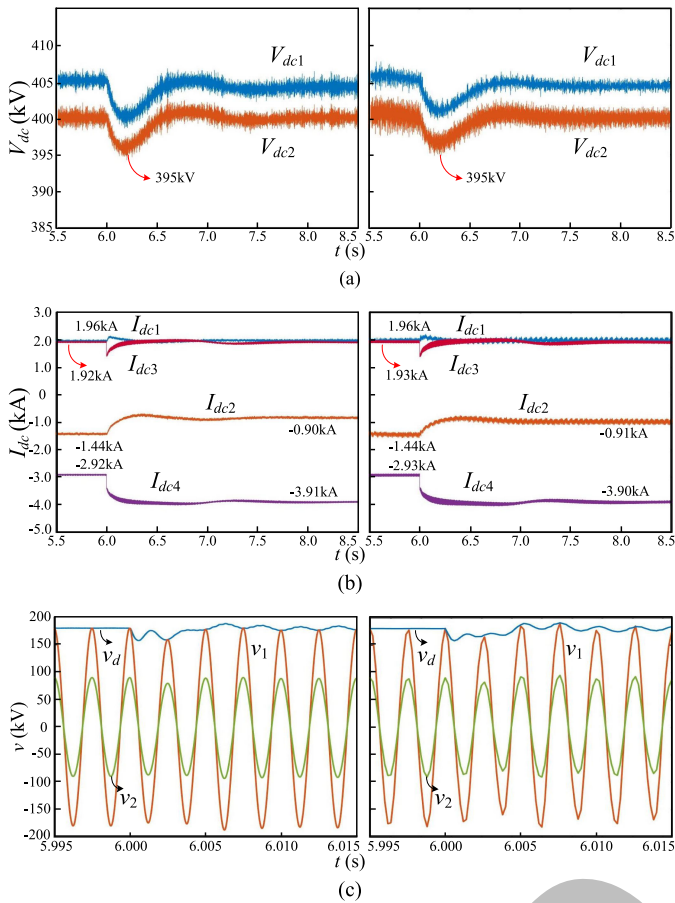 410
405
400
395
390
385
V_dc (kV)
V_dc1
V_dc2
395kV
5.5 6.0 6.5 7.0 7.5 8.0 8.5
t (s)
V_dc1
V_dc2
395kV
5.5 6.0 6.5 7.0 7.5 8.0 8.5
t (s)
(a)
3.0
2.0
1.0
0
-1.0
-2.0
-3.0
-4.0
-5.0
I_dc (kA)
1.96kA
I_dc1
1.92kA
I_dc3
I_dc2
-1.44kA
-0.90kA
-2.92kA
I_dc4
-3.91kA
5.5 6.0 6.5 7.0 7.5 8.0 8.5
t (s)
1.96kA
I_dc1
1.93kA
I_dc3
I_dc2
-1.44kA
-0.91kA
-2.93kA
I_dc4
-3.90kA
5.5 6.0 6.5 7.0 7.5 8.0 8.5
t (s)
(b)
200
150
100
50
0
-50
-100
-150
-200
v (kV)
v_d
v_1
v_2
5.995 6.000 6.005 6.010 6.015
t (s)
v_d
v_1
v_2
5.995 6.000 6.005 6.010 6.015
t (s)
(c)